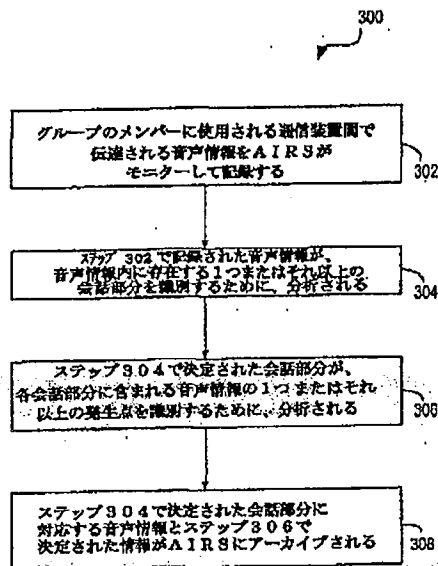 300
グループのメンバーに使用される通信装置間で
伝達される音声情報をAIRSが
モニターして記録する
302
ステップ302で記録された音声情報が、
音声情報内に存在する1つまたはそれ以上の
会話部分を識別するために、分析される
304
ステップ304で決定された会話部分が、
各会話部分に含まれる音声情報の1つまたはそれ
以上の発生点を識別するために、分析される
306
ステップ304で決定された会話部分に
対応する音声情報とステップ306で
決定された情報がAIRSにアーカイブされる
308